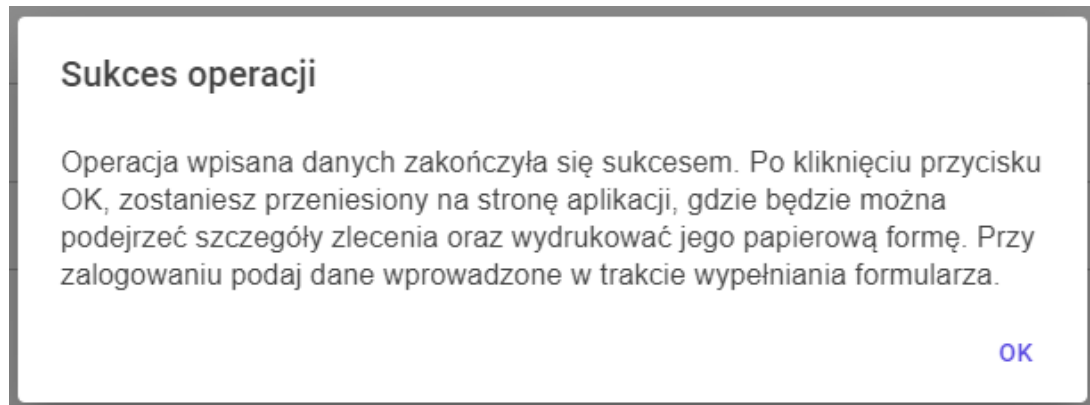 Sukces operacji
Operacja wpisana danych zakończyła się sukcesem. Po kliknięciu przycisku
OK, zostaniesz przeniesiony na stronę aplikacji, gdzie będzie można
podejrzeć szczegóły zlecenia oraz wydrukować jego papierową formę. Przy
zalogowaniu podaj dane wprowadzone w trakcie wypełniania formularza.
OK